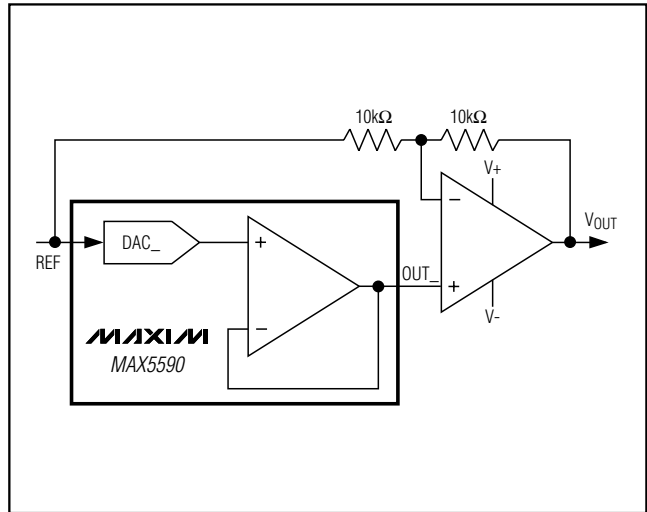 10kΩ 10kΩ
V+
−
VOUT
REF
DAC_
+
OUT_
+
−
V-
MAXIM
MAX5590